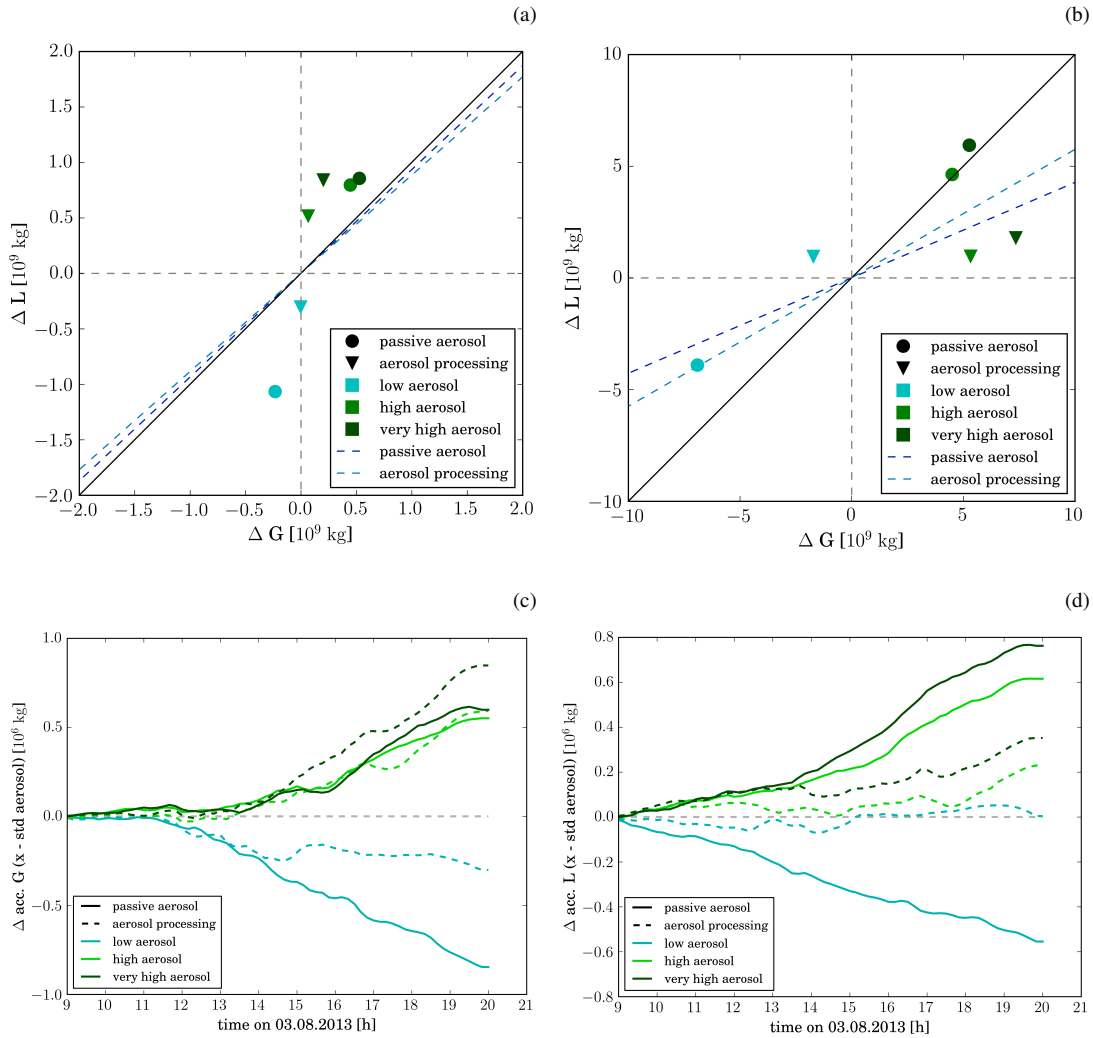 (a)
2.0
1.5
1.0
0.5
0.0
−0.5
−1.0
−1.5
−2.0
Δ L [10⁹ kg]
passive aerosol
aerosol processing
low aerosol
high aerosol
very high aerosol
passive aerosol
aerosol processing
−2.0 −1.5 −1.0 −0.5 0.0 0.5 1.0 1.5 2.0
Δ G [10⁹ kg]
(b)
10
5
0
−5
−10
Δ L [10⁹ kg]
passive aerosol
aerosol processing
low aerosol
high aerosol
very high aerosol
passive aerosol
aerosol processing
−10 −5 0 5 10
Δ G [10⁹ kg]
(c)
1.0
0.5
0.0
−0.5
−1.0
Δ acc. G (x - std aerosol) [10⁶ kg]
passive aerosol
aerosol processing
low aerosol
high aerosol
very high aerosol
9 10 11 12 13 14 15 16 17 18 19 20 21
time on 03.08.2013 [h]
(d)
0.8
0.6
0.4
0.2
0.0
−0.2
−0.4
−0.6
−0.8
Δ acc. L (x - std aerosol) [10⁶ kg]
passive aerosol
aerosol processing
low aerosol
high aerosol
very high aerosol
9 10 11 12 13 14 15 16 17 18 19 20 21
time on 03.08.2013 [h]